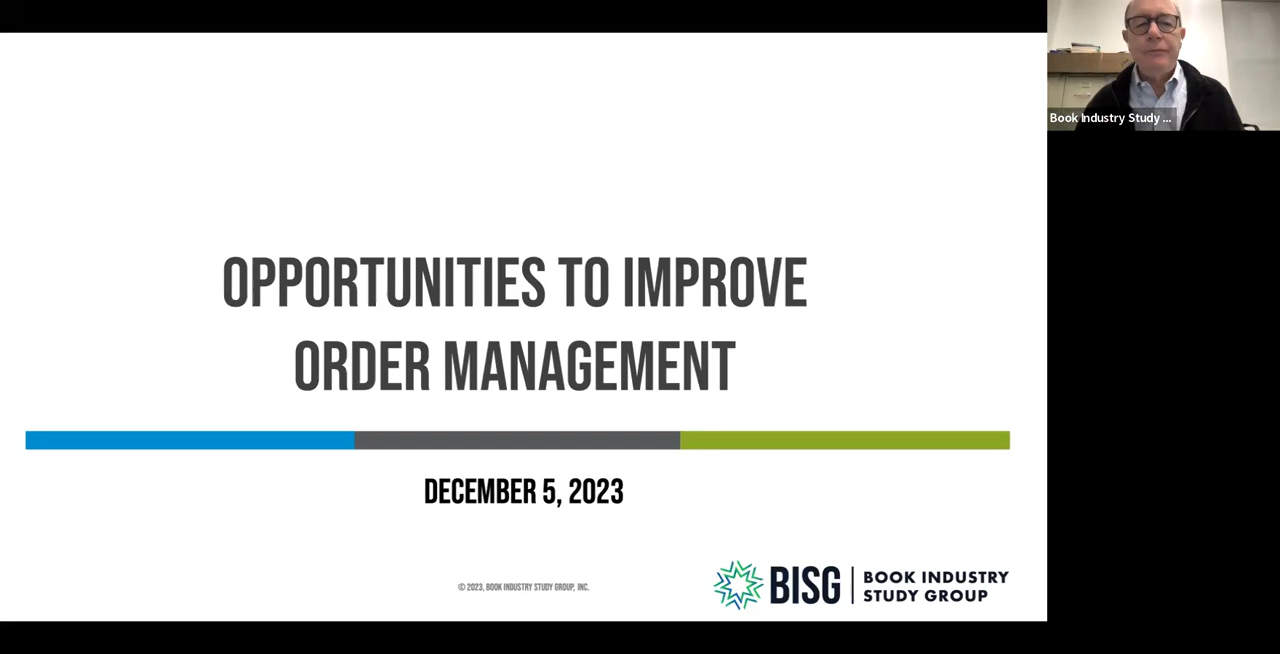 OPPORTUNITIES TO IMPROVE
ORDER MANAGEMENT
DECEMBER 5, 2023
© 2023, BOOK INDUSTRY STUDY GROUP, INC.
BISG
BOOK INDUSTRY
STUDY GROUP
Book Industry Study ...